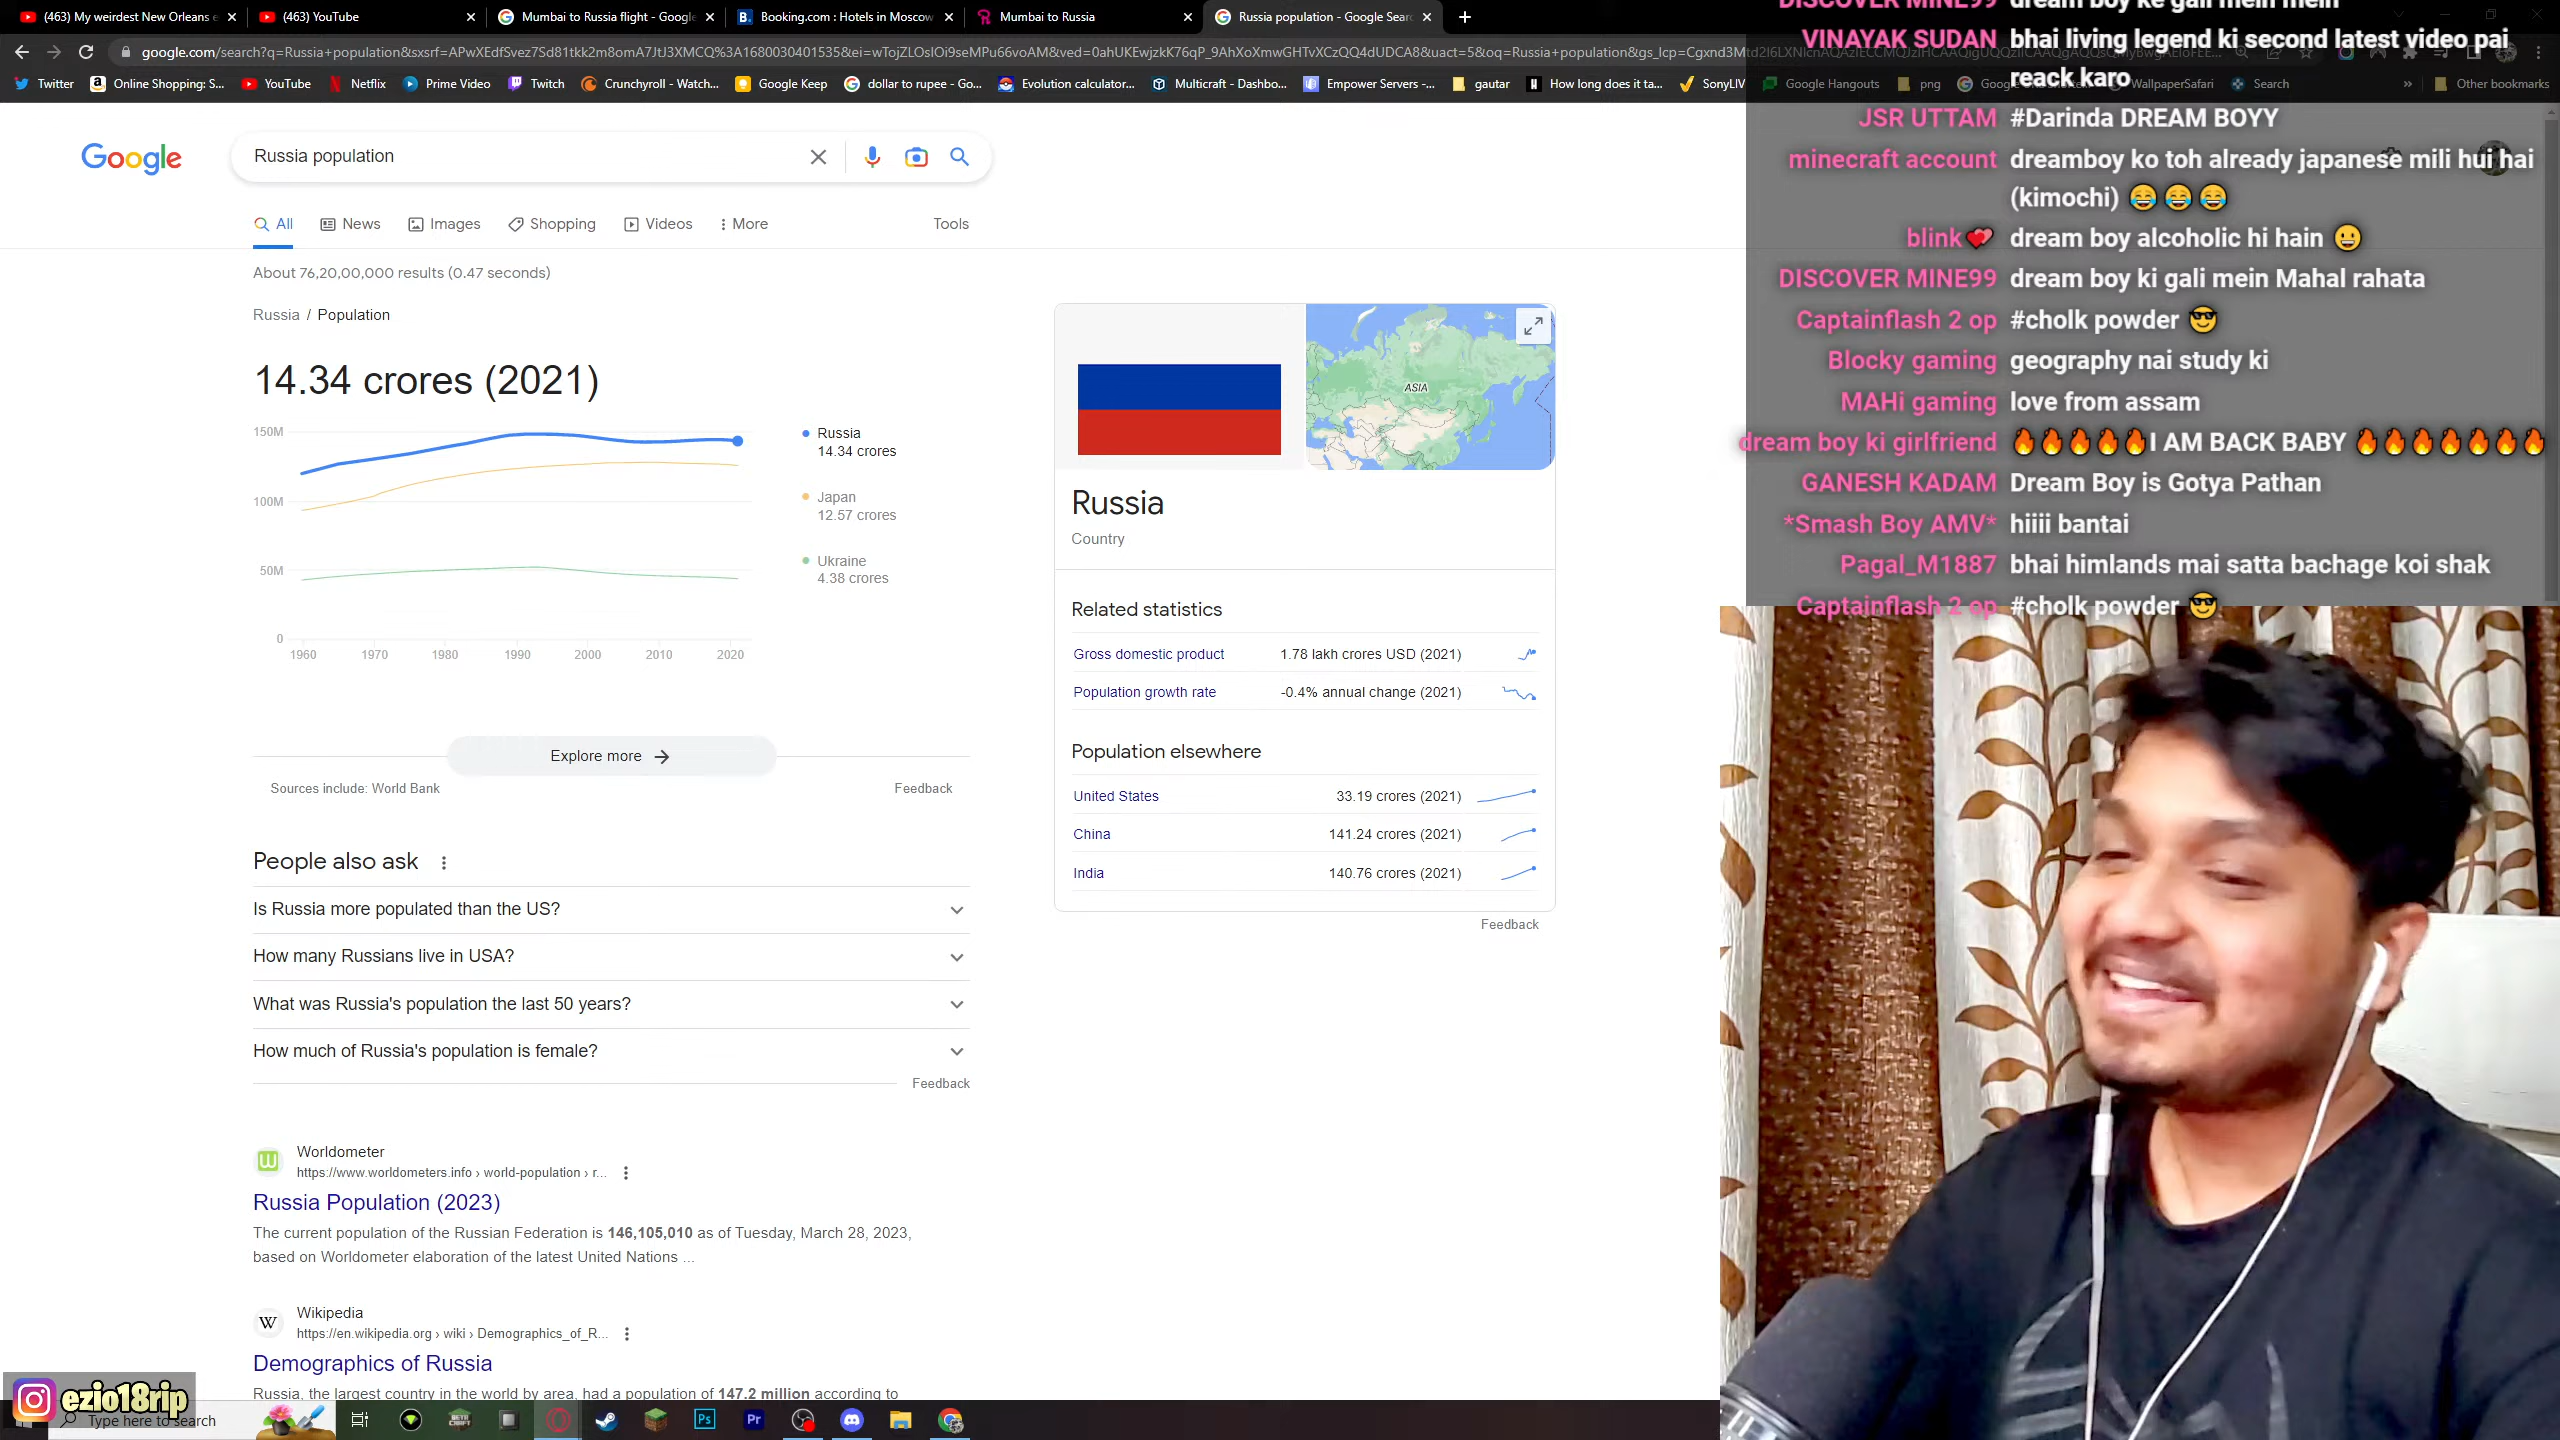 (463) My weirdest New Orleans e
(463) YouTube
Mumbai to Russia flight - Google
B. Booking.com : Hotels in Moscow
Mumbai to Russia
Russia population - Google Sear
Twitter
Online Shopping: S...
YouTube
Netflix
Prime Video
Twitch
Crunchyroll - Watch...
Google Keep
dollar to rupee - Go...
Evolution calculator...
Multicraft - Dashbo...
Empower Servers -...
gautar
How long does it ta...
SonyLIV
Google Hangouts
png
WallpaperSafari
Search
Other bookmarks
Google
Russia population
All
News
Images
Shopping
Videos
More
Tools
About 76,20,00,000 results (0.47 seconds)
Russia / Population
14.34 crores (2021)
150M
100M
50M
0
1960 1970 1980 1990 2000 2010 2020
Russia
14.34 crores
Japan
12.57 crores
Ukraine
4.38 crores
Explore more
Sources include: World Bank
Feedback
People also ask
Is Russia more populated than the US?
How many Russians live in USA?
What was Russia's population the last 50 years?
How much of Russia's population is female?
Feedback
Worldometer
https://www.worldometers.info › world-population › r...
Russia Population (2023)
The current population of the Russian Federation is 146,105,010 as of Tuesday, March 28, 2023,
based on Worldometer elaboration of the latest United Nations ...
W
Wikipedia
https://en.wikipedia.org › wiki › Demographics_of_R...
Demographics of Russia
Russia, the largest country in the world by area, had a population of 147.2 million according to
ASIA
Russia
Country
Related statistics
Gross domestic product 1.78 lakh crores USD (2021)
Population growth rate -0.4% annual change (2021)
Population elsewhere
United States 33.19 crores (2021)
China 141.24 crores (2021)
India 140.76 crores (2021)
Feedback
DISCOVER MINE99 dream boy ke gali mein mein
VINAYAK SUDAN bhai living legend ki second latest video pai
reack karo
JSR UTTAM #Darinda DREAM BOYY
minecraft account dreamboy ko toh already japanese mili hui hai
(kimochi) 😂😂😂
blink💕 dream boy alcoholic hi hain 😀
DISCOVER MINE99 dream boy ki gali mein Mahal rahata
Captainflash 2 op #cholk powder 😎
Blocky gaming geography nai study ki
MAHi gaming love from assam
dream boy ki girlfriend 🔥🔥🔥🔥🔥I AM BACK BABY 🔥🔥🔥🔥🔥🔥🔥
GANESH KADAM Dream Boy is Gotya Pathan
*Smash Boy AMV* hiiii bantai
Pagal_M1887 bhai himlands mai satta bachage koi shak
Captainflash 2 op #cholk powder 😎
ezio18rip
Type here to search
Ps
Pr